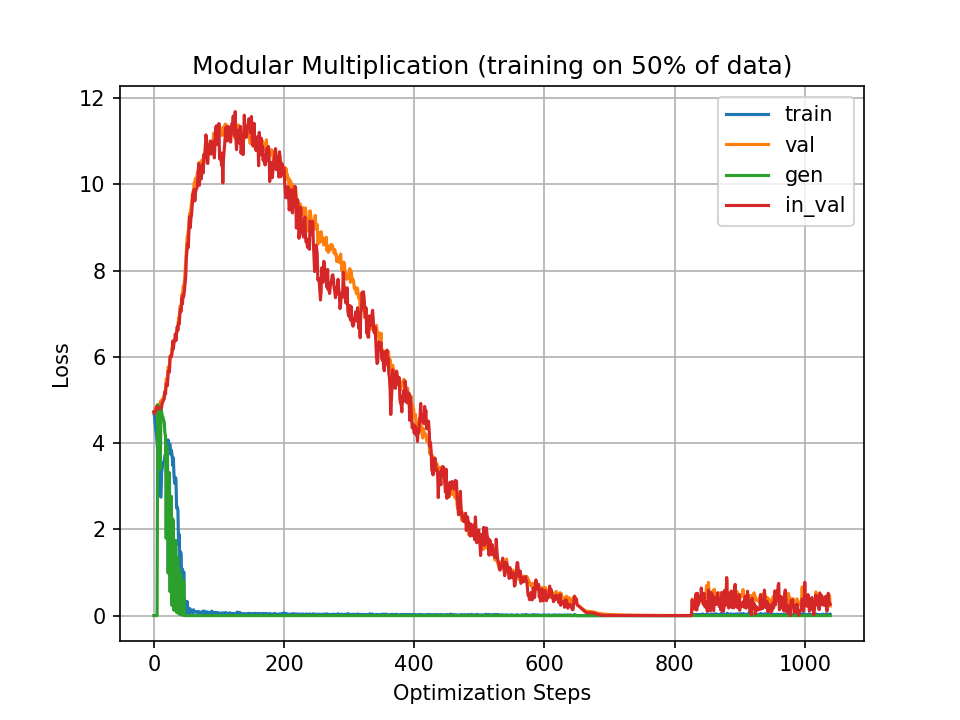 Modular Multiplication (training on 50% of data)
12
10
8
6
4
2
0
Loss
train
val
gen
in_val
0 200 400 600 800 1000
Optimization Steps